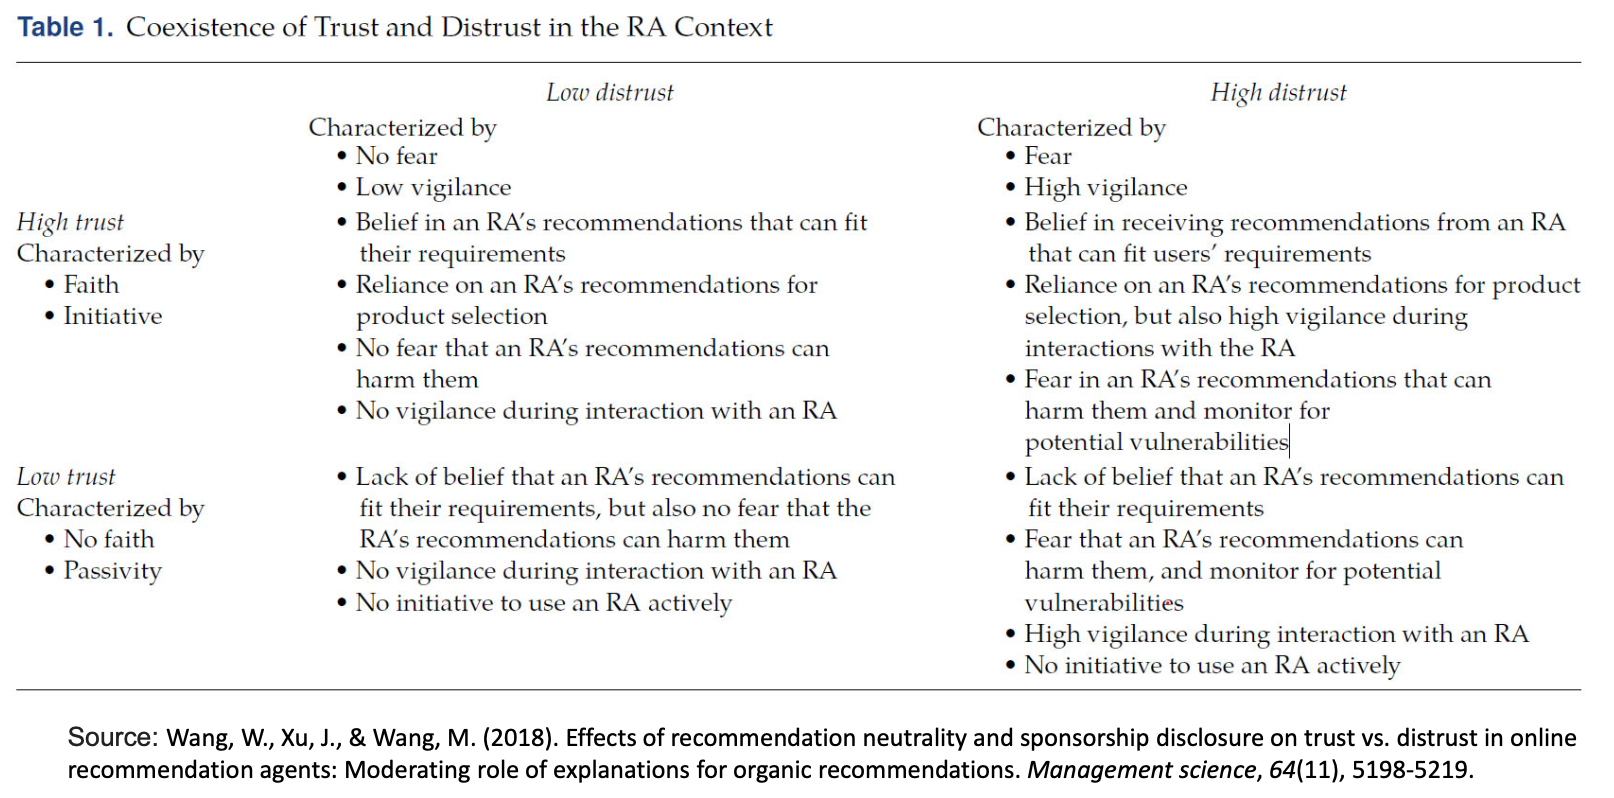 Table 1. Coexistence of Trust and Distrust in the RA Context
Low distrust
High distrust
Characterized by
• No fear
• Low vigilance
Characterized by
• Fear
• High vigilance
High trust
Characterized by
• Faith
• Initiative
• Belief in an RA's recommendations that can fit
their requirements
• Reliance on an RA's recommendations for
product selection
• No fear that an RA's recommendations can
harm them
• No vigilance during interaction with an RA
• Belief in receiving recommendations from an RA
that can fit users' requirements
• Reliance on an RA's recommendations for product
selection, but also high vigilance during
interactions with the RA
• Fear in an RA's recommendations that can
harm them and monitor for
potential vulnerabilities
Low trust
Characterized by
• No faith
• Passivity
• Lack of belief that an RA's recommendations can
fit their requirements, but also no fear that the
RA's recommendations can harm them
• No vigilance during interaction with an RA
• No initiative to use an RA actively
• Lack of belief that an RA's recommendations can
fit their requirements
• Fear that an RA's recommendations can
harm them, and monitor for potential
vulnerabilities
• High vigilance during interaction with an RA
• No initiative to use an RA actively
Source: Wang, W., Xu, J., & Wang, M. (2018). Effects of recommendation neutrality and sponsorship disclosure on trust vs. distrust in online
recommendation agents: Moderating role of explanations for organic recommendations. Management science, 64(11), 5198-5219.